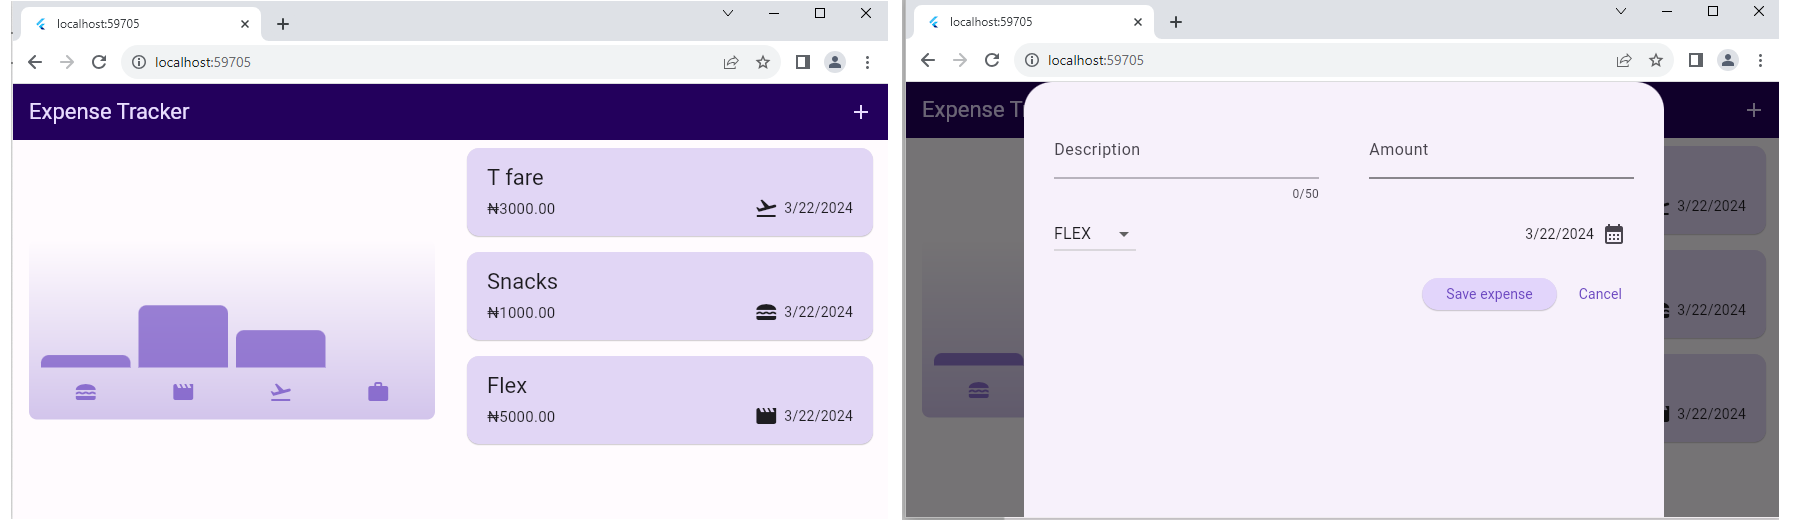 localhost:59705
localhost:59705
Expense Tracker
T fare
₦3000.00
3/22/2024
Snacks
₦1000.00
3/22/2024
Flex
₦5000.00
3/22/2024
localhost:59705
localhost:59705
Expense T
Description
Amount
0/50
FLEX
3/22/2024
Save expense
Cancel
3/22/2024
3/22/2024
3/22/2024